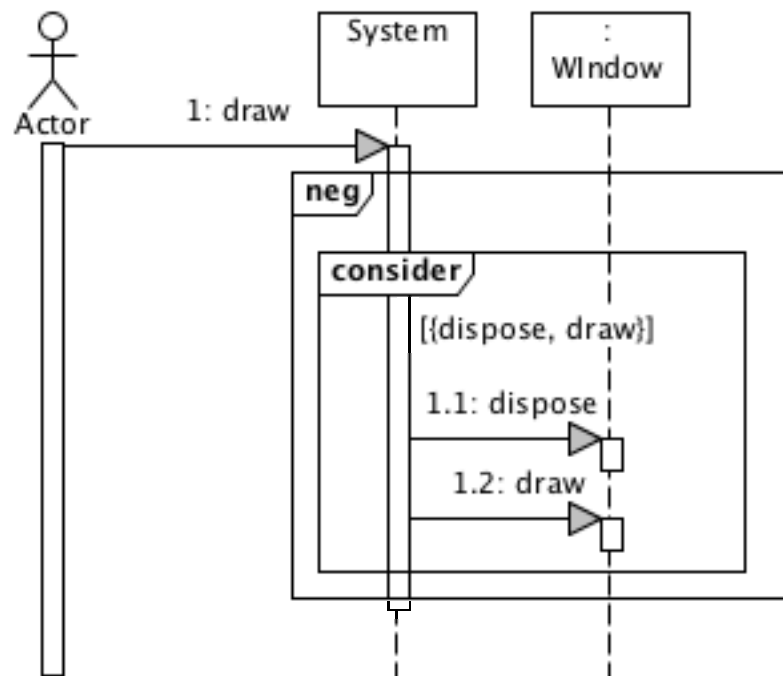 System
:
WIndow
Actor
1: draw
neg
consider
[{dispose, draw}]
1.1: dispose
1.2: draw